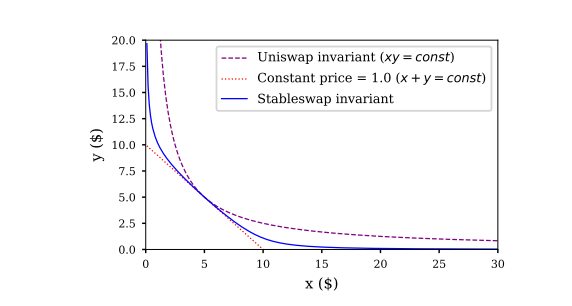 Uniswap invariant (xy = const)
Constant price = 1.0 (x + y = const)
Stableswap invariant
y ($)
20.0
17.5
15.0
12.5
10.0
7.5
5.0
2.5
0.0
0 5 10 15 20 25 30
x ($)